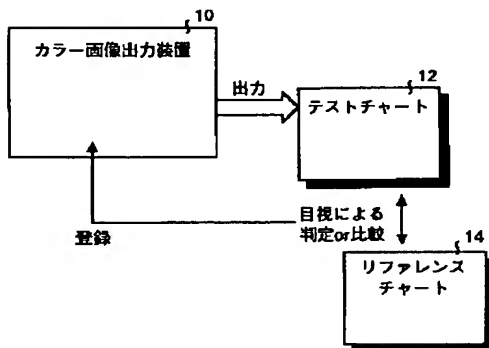 10
カラー画像出力装置
出力
12
テストチャート
目視による
判定or比較
登録
14
リファレンス
チャート